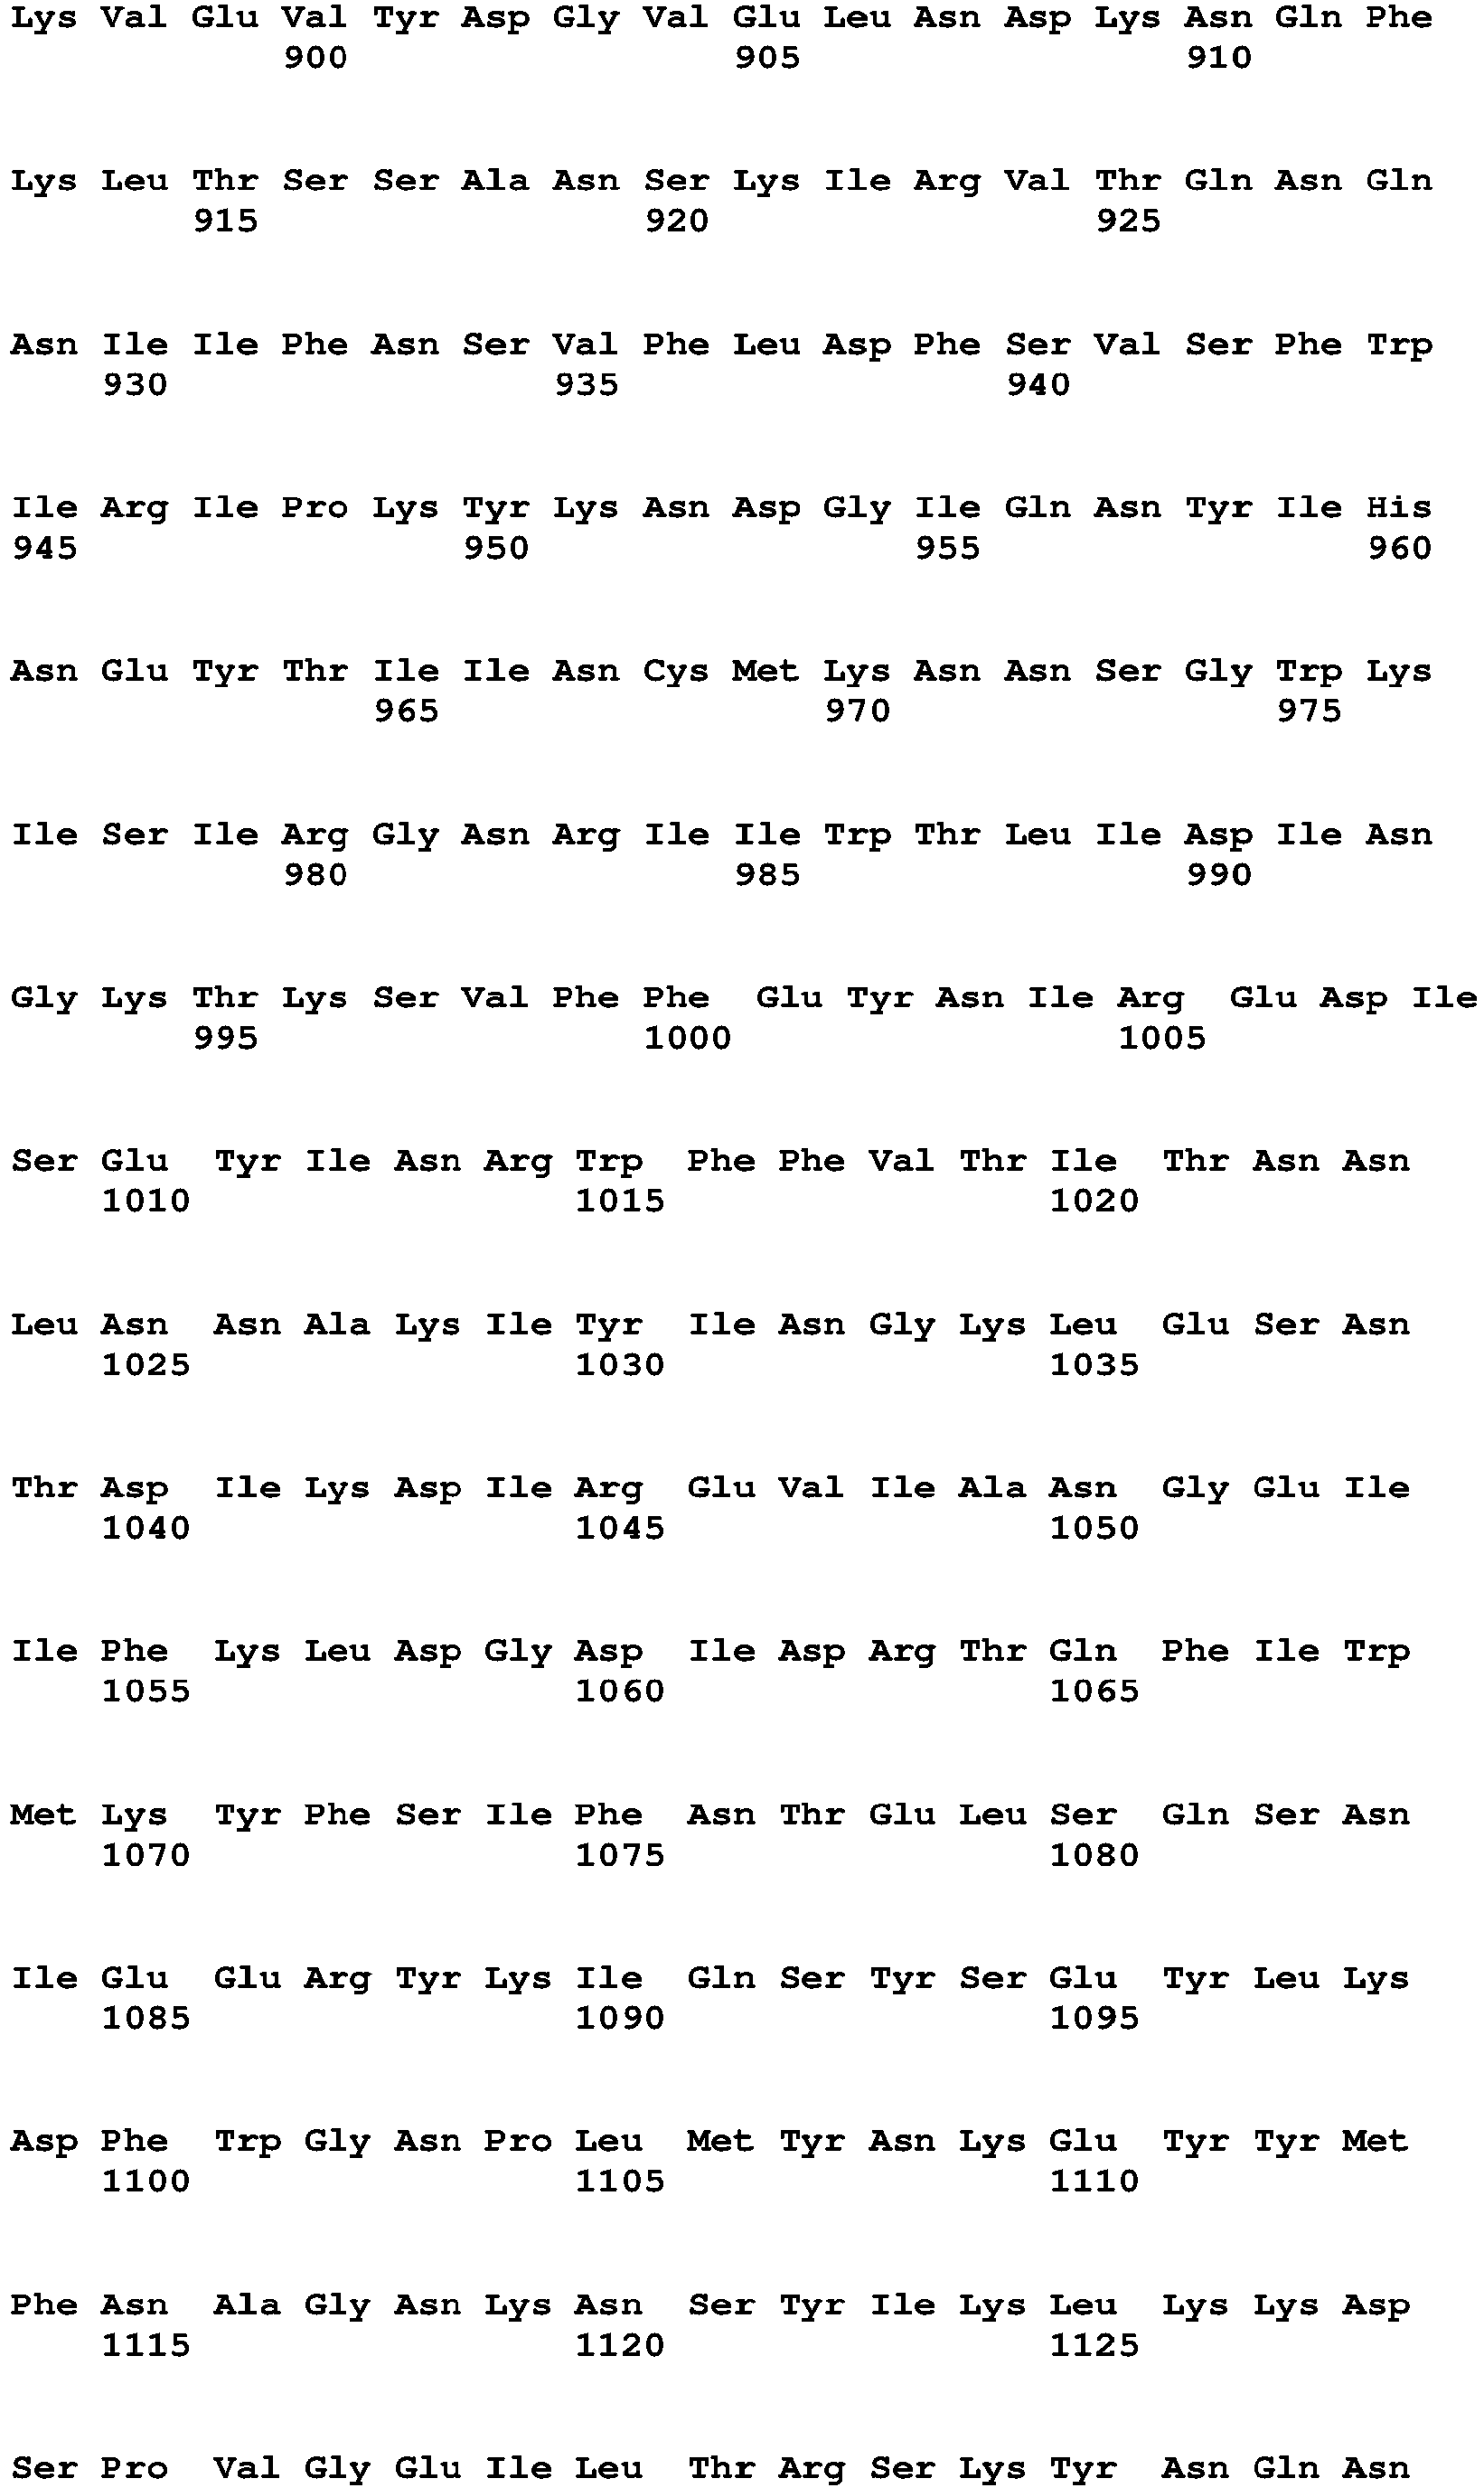 Lys Val Glu Val Tyr Asp Gly Val Glu Leu Asn Asp Lys Asn Gln Phe
900 905 910
Lys Leu Thr Ser Ser Ala Asn Ser Lys Ile Arg Val Thr Gln Asn Gln
915 920 925
Asn Ile Ile Phe Asn Ser Val Phe Leu Asp Phe Ser Val Ser Phe Trp
930 935 940
Ile Arg Ile Pro Lys Tyr Lys Asn Asp Gly Ile Gln Asn Tyr Ile His
945 950 955 960
Asn Glu Tyr Thr Ile Ile Asn Cys Met Lys Asn Asn Ser Gly Trp Lys
965 970 975
Ile Ser Ile Arg Gly Asn Arg Ile Ile Trp Thr Leu Ile Asp Ile Asn
980 985 990
Gly Lys Thr Lys Ser Val Phe Phe Glu Tyr Asn Ile Arg Glu Asp Ile
995 1000 1005
Ser Glu Tyr Ile Asn Arg Trp Phe Phe Val Thr Ile Thr Asn Asn
1010 1015 1020
Leu Asn Asn Ala Lys Ile Tyr Ile Asn Gly Lys Leu Glu Ser Asn
1025 1030 1035
Thr Asp Ile Lys Asp Ile Arg Glu Val Ile Ala Asn Gly Glu Ile
1040 1045 1050
Ile Phe Lys Leu Asp Gly Asp Ile Asp Arg Thr Gln Phe Ile Trp
1055 1060 1065
Met Lys Tyr Phe Ser Ile Phe Asn Thr Glu Leu Ser Gln Ser Asn
1070 1075 1080
Ile Glu Glu Arg Tyr Lys Ile Gln Ser Tyr Ser Glu Tyr Leu Lys
1085 1090 1095
Asp Phe Trp Gly Asn Pro Leu Met Tyr Asn Lys Glu Tyr Tyr Met
1100 1105 1110
Phe Asn Ala Gly Asn Lys Asn Ser Tyr Ile Lys Leu Lys Lys Asp
1115 1120 1125
Ser Pro Val Gly Glu Ile Leu Thr Arg Ser Lys Tyr Asn Gln Asn